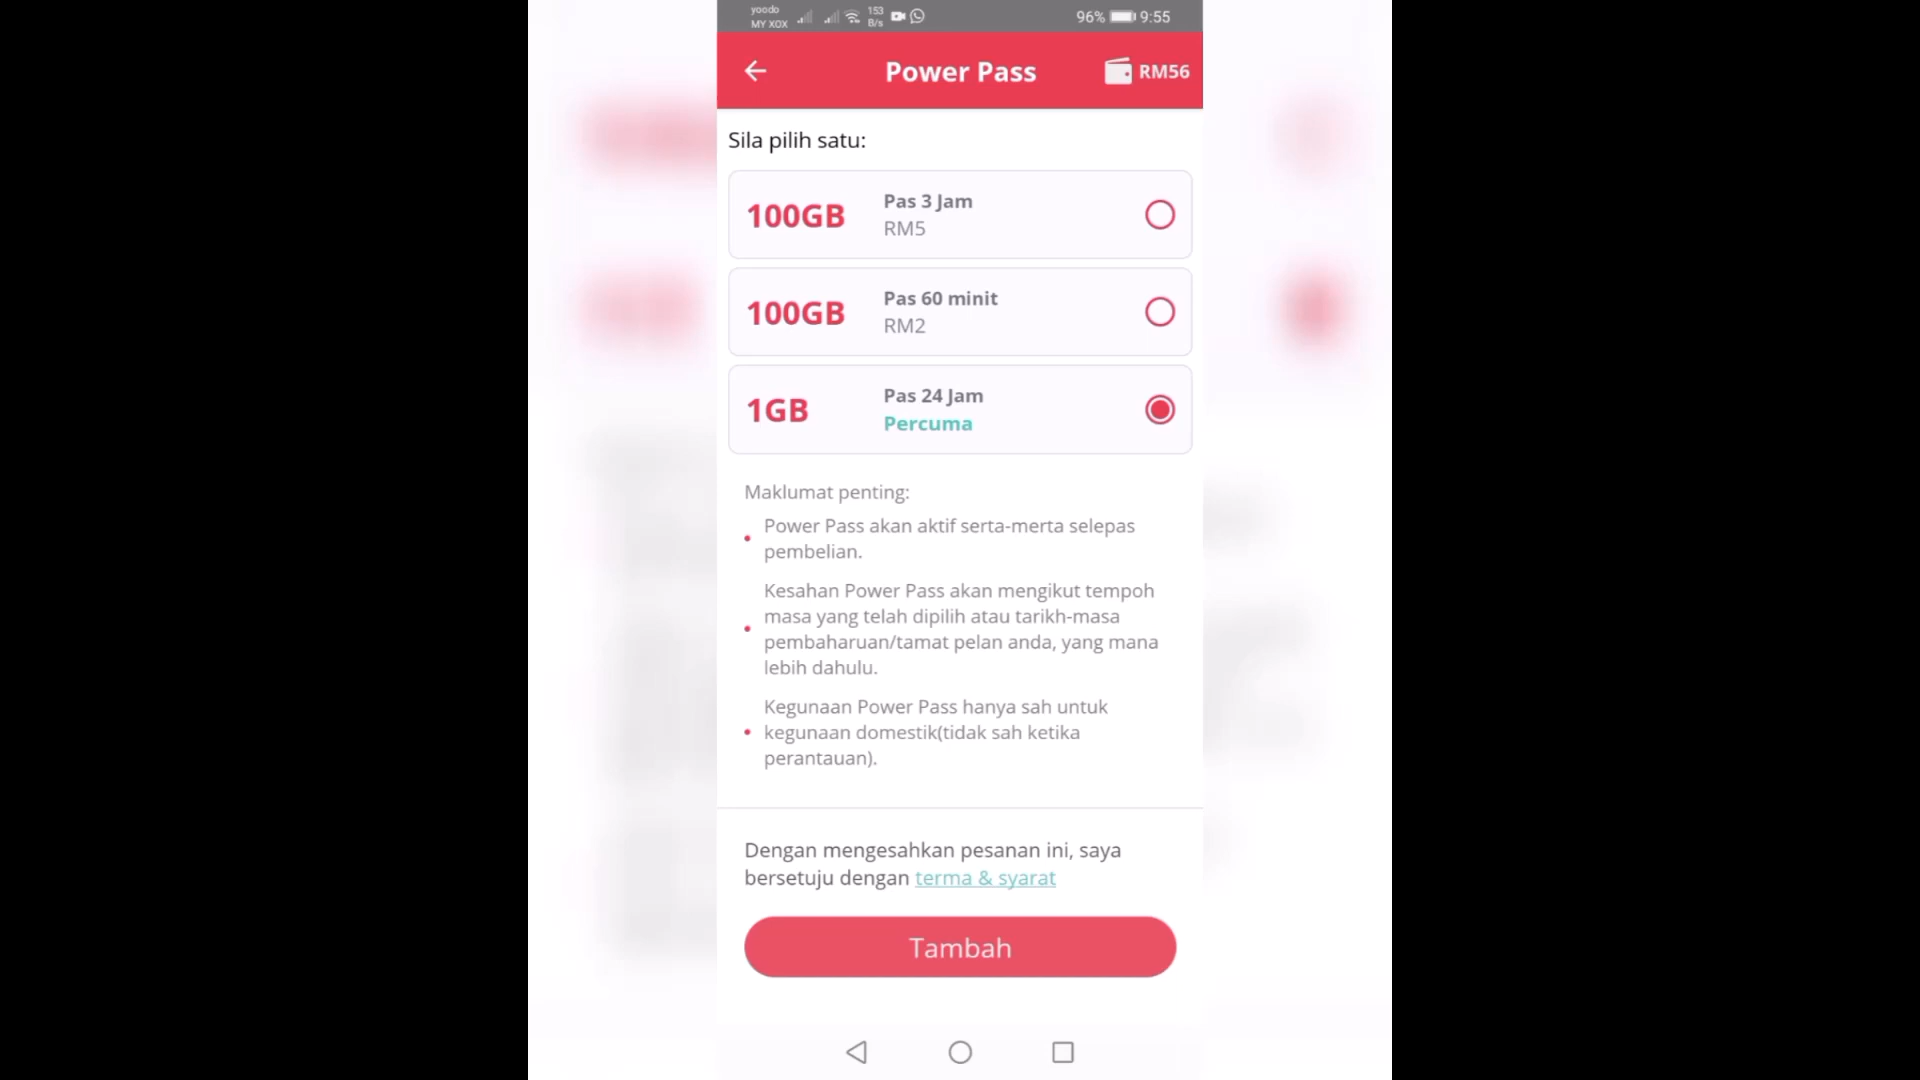 yoodo
MY XOX
153
B/s
96%
9:55
Power Pass
RM56
Sila pilih satu:
100GB
Pas 3 Jam
RM5
100GB
Pas 60 minit
RM2
1GB
Pas 24 Jam
Percuma
Maklumat penting:
Power Pass akan aktif serta-merta selepas
pembelian.
Kesahan Power Pass akan mengikut tempoh
masa yang telah dipilih atau tarikh-masa
pembaharuan/tamat pelan anda, yang mana
lebih dahulu.
Kegunaan Power Pass hanya sah untuk
kegunaan domestik(tidak sah ketika
perantauan).
Dengan mengesahkan pesanan ini, saya
bersetuju dengan terma & syarat
Tambah